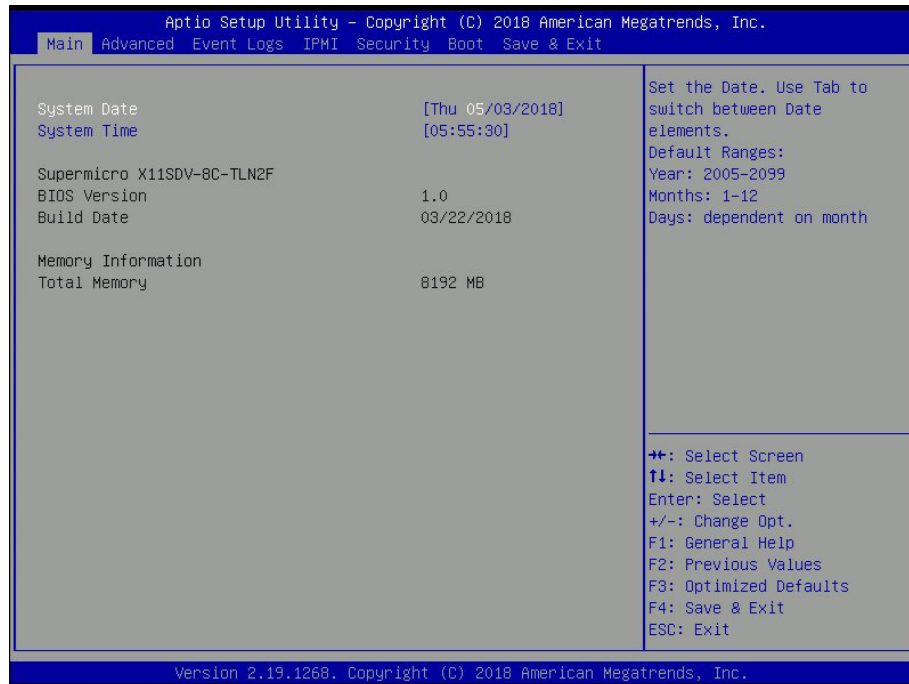 Aptio Setup Utility – Copyright (C) 2018 American Megatrends, Inc.
Main Advanced Event Logs IPMI Security Boot Save & Exit
System Date [Thu 05/03/2018]
System Time [05:55:30]
Supermicro X11SDV-8C-TLN2F
BIOS Version 1.0
Build Date 03/22/2018
Memory Information
Total Memory 8192 MB
Set the Date. Use Tab to
switch between Date
elements.
Default Ranges:
Year: 2005-2099
Months: 1-12
Days: dependent on month
→←: Select Screen
↑↓: Select Item
Enter: Select
+/-: Change Opt.
F1: General Help
F2: Previous Values
F3: Optimized Defaults
F4: Save & Exit
ESC: Exit
Version 2.19.1268. Copyright (C) 2018 American Megatrends, Inc.